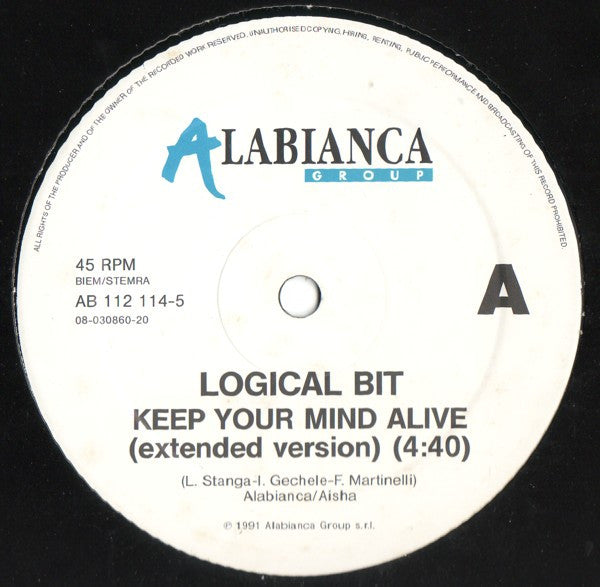 ALL RIGHTS OF THE PRODUCER AND OF THE OWNER OF THE RECORDED WORK RESERVED. UNAUTHORISED COPYING, HIRING, RENTING, PUBLIC PERFORMANCE AND BROADCASTING OF THIS RECORD PROHIBITED.
ALABIANCA
GROUP
45 RPM
BIEM/STEMRA
AB 112 114-5
08-030860-20
A
LOGICAL BIT
KEEP YOUR MIND ALIVE
(extended version) (4:40)
(L. Stanga-I. Gechele-F. Martinelli)
Alabianca/Aisha
℗ 1991 Alabianca Group s.r.l.